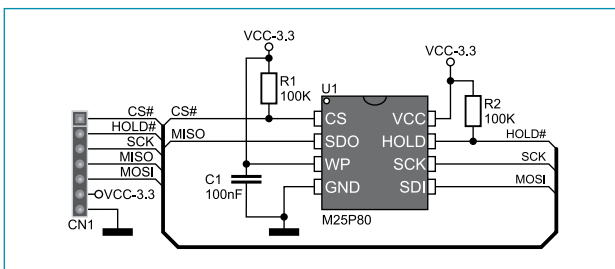 VCC-3.3
VCC-3.3
R1
100K
U1
R2
100K
CS#
HOLD#
SCK
MISO
MOSI
VCC-3.3
CN1
CS#
MISO
C1
100nF
CS
SDO
WP
GND
VCC
HOLD
SCK
SDI
M25P80
HOLD#
SCK
MOSI